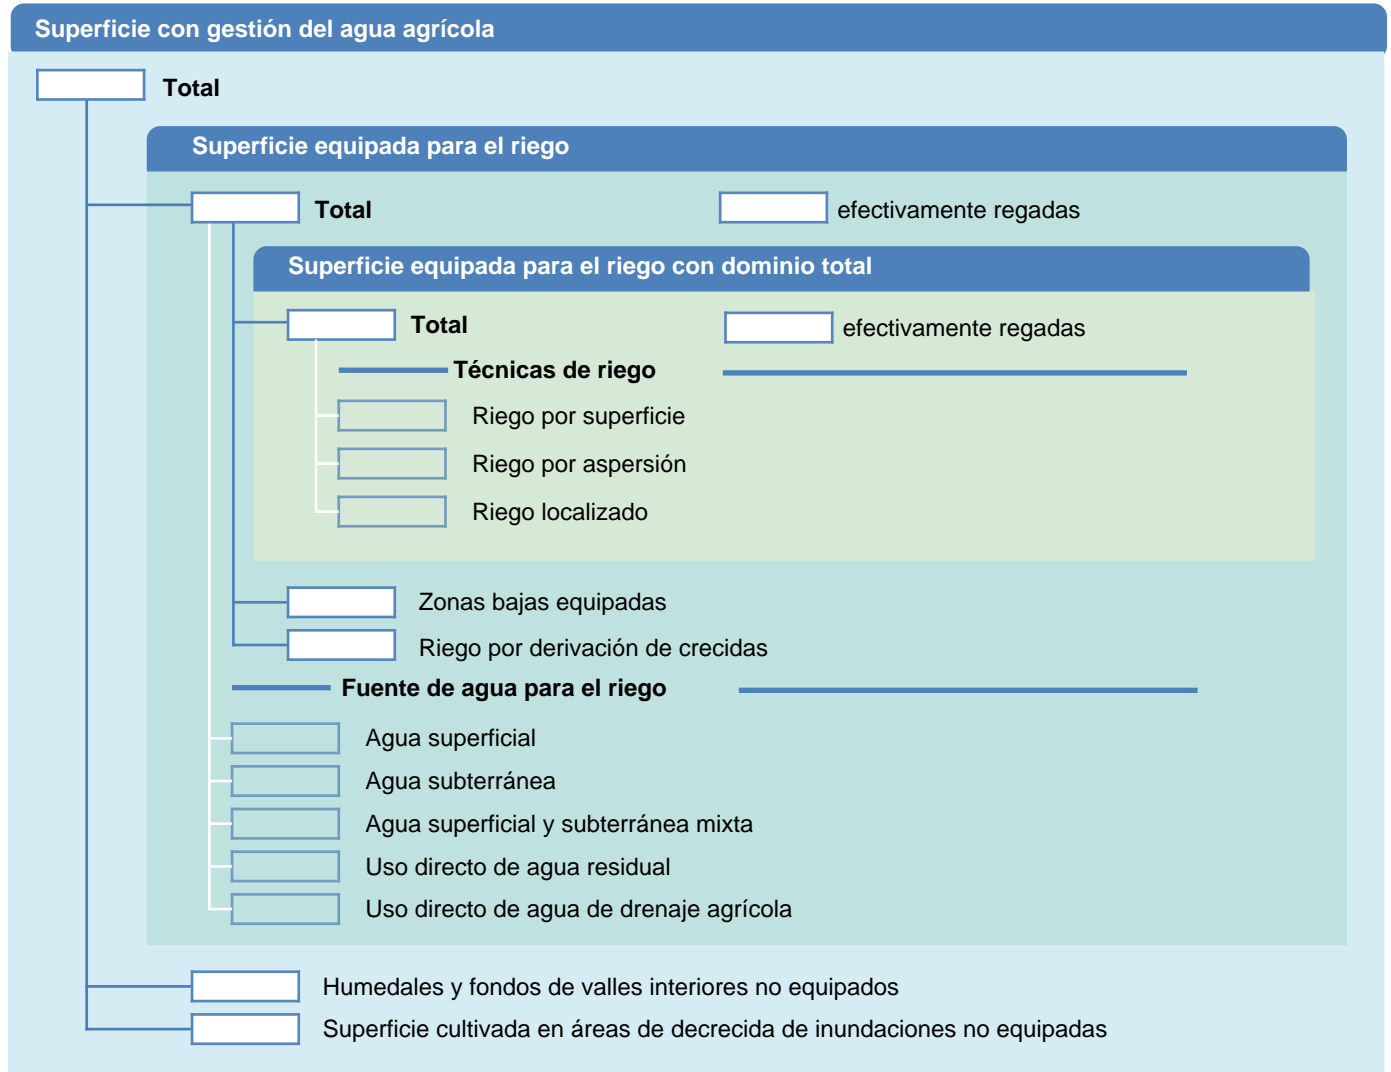 Superficie con gestión del agua agrícola
Total
Superficie equipada para el riego
Total
efectivamente regadas
Superficie equipada para el riego con dominio total
Total
efectivamente regadas
Técnicas de riego
Riego por superficie
Riego por aspersión
Riego localizado
Zonas bajas equipadas
Riego por derivación de crecidas
Fuente de agua para el riego
Agua superficial
Agua subterránea
Agua superficial y subterránea mixta
Uso directo de agua residual
Uso directo de agua de drenaje agrícola
Humedales y fondos de valles interiores no equipados
Superficie cultivada en áreas de decrecida de inundaciones no equipadas